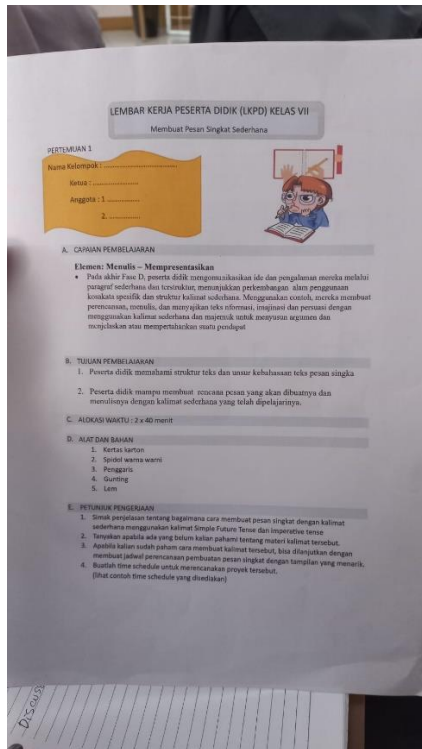 LEMBAR KERJA PESERTA DIDIK (LKPD) KELAS VII
Membuat Pesan Singkat Sederhana
PERTEMUAN 1
Nama Kelompok : ................................
Ketua : ....................
Anggota : 1 ..............
2. ..............
A. CAPAIAN PEMBELAJARAN
Elemen: Menulis – Mempresentasikan
• Pada akhir Fase D, peserta didik mengomunikasikan ide dan pengalaman mereka melalui
paragraf sederhana dan terstruktur, menunjukkan perkembangan alam penggunaan
kosakata spesifik dan struktur kalimat sederhana. Menggunakan contoh, mereka membuat
perencanaan, menulis, dan menyajikan teks nformasi, imajinasi dan persuasi dengan
menggunakan kalimat sederhana dan majemuk untuk menyusun argumen dan
menjelaskan atau mempertahankan suatu pendapat
B. TUJUAN PEMBELAJARAN
1. Peserta didik memahami struktur teks dan unsur kebahasaan teks pesan singka
2. Peserta didik mampu membuat rencana pesan yang akan dibuatnya dan
menulisnya dengan kalimat sederhana yang telah dipelajarinya.
C. ALOKASI WAKTU : 2 x 40 menit
D. ALAT DAN BAHAN
1. Kertas karton
2. Spidol warna warni
3. Penggaris
4. Gunting
5. Lem
E. PETUNJUK PENGERJAAN
1. Simak penjelasan tentang bagaimana cara membuat pesan singkat dengan kalimat
sederhana menggunakan kalimat Simple Future Tense dan imperative tense
2. Tanyakan apabila ada yang belum kalian pahami tentang materi kalimat tersebut.
3. Apabila kalian sudah paham cara membuat kalimat tersebut, bisa dilanjutkan dengan
membuat jadwal perencanaan pembuatan pesan singkat dengan tampilan yang menarik.
4. Buatlah time schedule untuk merencanakan proyek tersebut.
(lihat contoh time schedule yang disediakan)